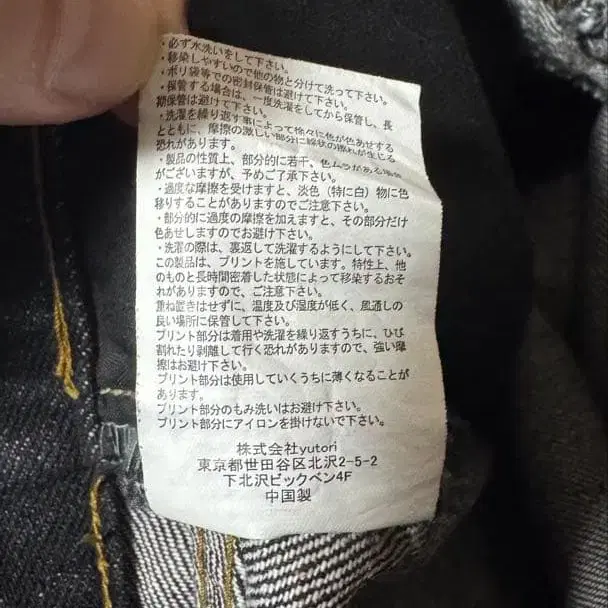 ・必ず水洗いをして下さい。
・移染しやすいので他の物と分けて洗って下さい。
・ポリ袋等での密封保管は避けて下さい。
・保管する場合は、一度洗濯をしてから保管し、長
期保管は避けて下さい。
・洗濯を繰り返す事によって徐々に色が色あせする
とともに、摩擦の激しい部分に線状の擦れが生じる
恐れがあります。
・製品の性質上、部分的に若干、色ムラがある場合
がございますが、予めご了承下さい。
・過度な摩擦を受けますと、淡色（特に白）物に色
移りすることがありますのでご注意下さい。
・部分的に過度の摩擦を加えますと、その部分だけ
色あせしますのでお避け下さい。
・洗濯の際は、裏返して洗濯するようにして下さい。
この製品は、プリントを施しています。特性上、他
のものと長時間密着した状態によって移染するおそ
れがありますので、ご注意下さい。
重ね置きはせずに、温度及び湿度が低く、風通しの
良い場所に保管して下さい。
プリント部分は着用や洗濯を繰り返すうちに、ひび
割れたり剥離して行く恐れがありますので、強い摩
擦はお避け下さい。
プリント部分は使用していくうちに薄くなることが
あります。
プリント部分のもみ洗いはお避け下さい。
プリント部分にアイロンを掛けないで下さい。
株式会社yutori
東京都世田谷区北沢2-5-2
下北沢ビックベン4F
中国製